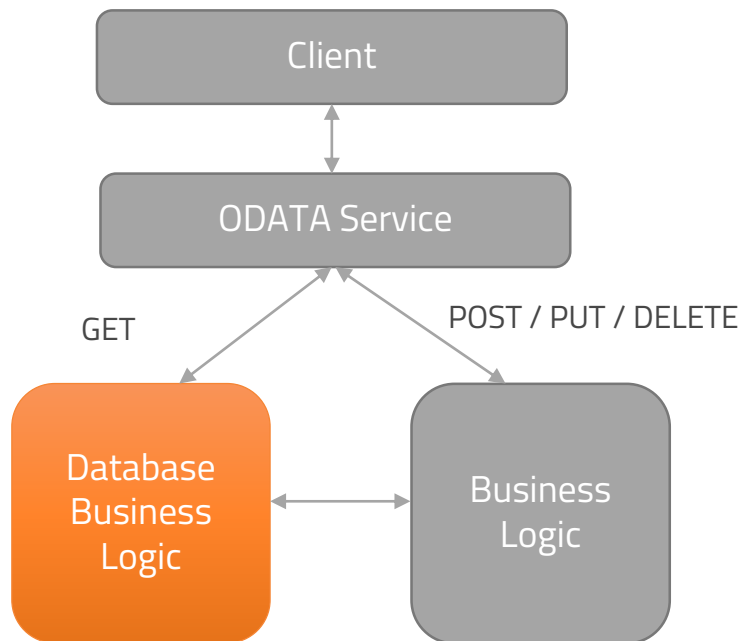 Client
ODATA Service
GET
POST / PUT / DELETE
Database
Business
Logic
Business
Logic